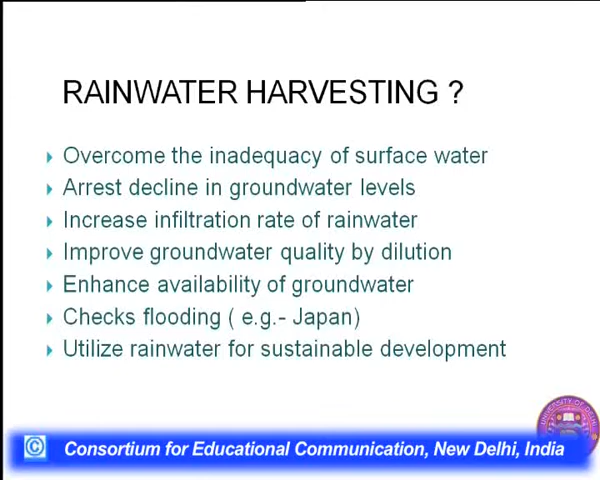 RAINWATER HARVESTING ?
Overcome the inadequacy of surface water
Arrest decline in groundwater levels
Increase infiltration rate of rainwater
Improve groundwater quality by dilution
Enhance availability of groundwater
Checks flooding ( e.g.- Japan)
Utilize rainwater for sustainable development
© Consortium for Educational Communication, New Delhi, India